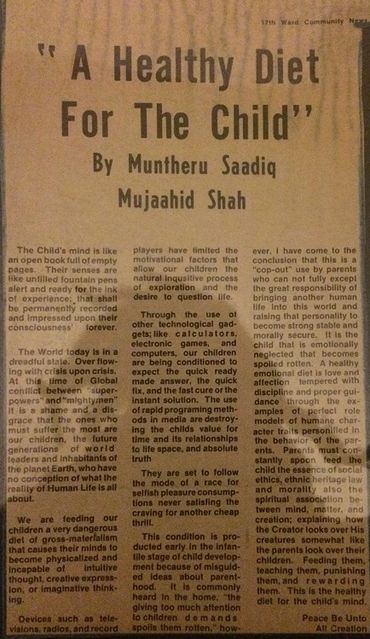 17th Ward Community News
“A Healthy Diet
For The Child”
By Muntheru Saadiq
Mujaahid Shah
The Child's mind is like
an open book full of empty
pages. Their senses are
like unfilled fountain pens
alert and ready for the ink
of experience, that shall
be permanently recorded
and impressed upon their
consciousness forever.
The World today is in a
dreadful state. Over flow-
ing with crisis upon crisis.
At this time of Global
conflict between "super-
powers" and "mightymen"
it is a shame and a dis-
grace that the ones who
must suffer the most are
our children, the future
generations of world
leaders and inhabitants of
the planet Earth, who have
no conception of what the
reality of Human Life is all
about.
We are feeding our
children a very dangerous
diet of gross-materialism
that causes their minds to
become physicalized and
incapable of intuitive
thought, creative express-
ion, or imaginative think-
ing.
Devices such as tele-
visions, radios, and record
players have limited the
motivational factors that
allow our children the
natural inquisitive process
of exploration and the
desire to question life.
Through the use of
other technological gad-
gets; like calculators,
electronic games, and
computers, our children
are being conditioned to
expect the quick ready
made answer, the quick
fix, and the fast cure or the
instant solution. The use
of rapid programing meth-
ods in media are destroy-
ing the childs value of
time and its relationships
to life space, and absolute
truth
They are set to follow
the mode of a race for
selfish pleasure consump-
tions never satisfing the
craving for another cheap
thrill.
This condition is pro-
ducted early in the infan-
tile stage of child develop-
ment because of misguid-
ed ideas about parent-
hood. It is commonly
heard in the home, "the
giving too much attention
to children demands
spoils them rotten," how-
ever, I have come to the
conclusion that this is a
"cop-out" use by parents
who can not fully except
the great responsibility of
bringing another human
life into this world and
raising that personality to
become strong stable and
morally secure. It is the
child that is emotionally
neglected that becomes
spoiled rotten. A healthy
emotional diet is love and
affection tempered with
discipline and proper gui-
dance through the ex-
amples of perfect role
models of humane char-
acter traits personified in
the behavior of the par-
ents. Parents must con-
stantly spoon feed the
child the essence of social
ethics, ethnic heritage law
and morality also the
spiritual association be-
tween mind, matter, and
creation; explaining how
the Creator looks over His
creatures somewhat like
the parents look over their
children. Feeding them,
teaching them, punishing
them, and rewarding
them. This is the healthy
diet for the child's mind.
Peace Be Unto
All Creation